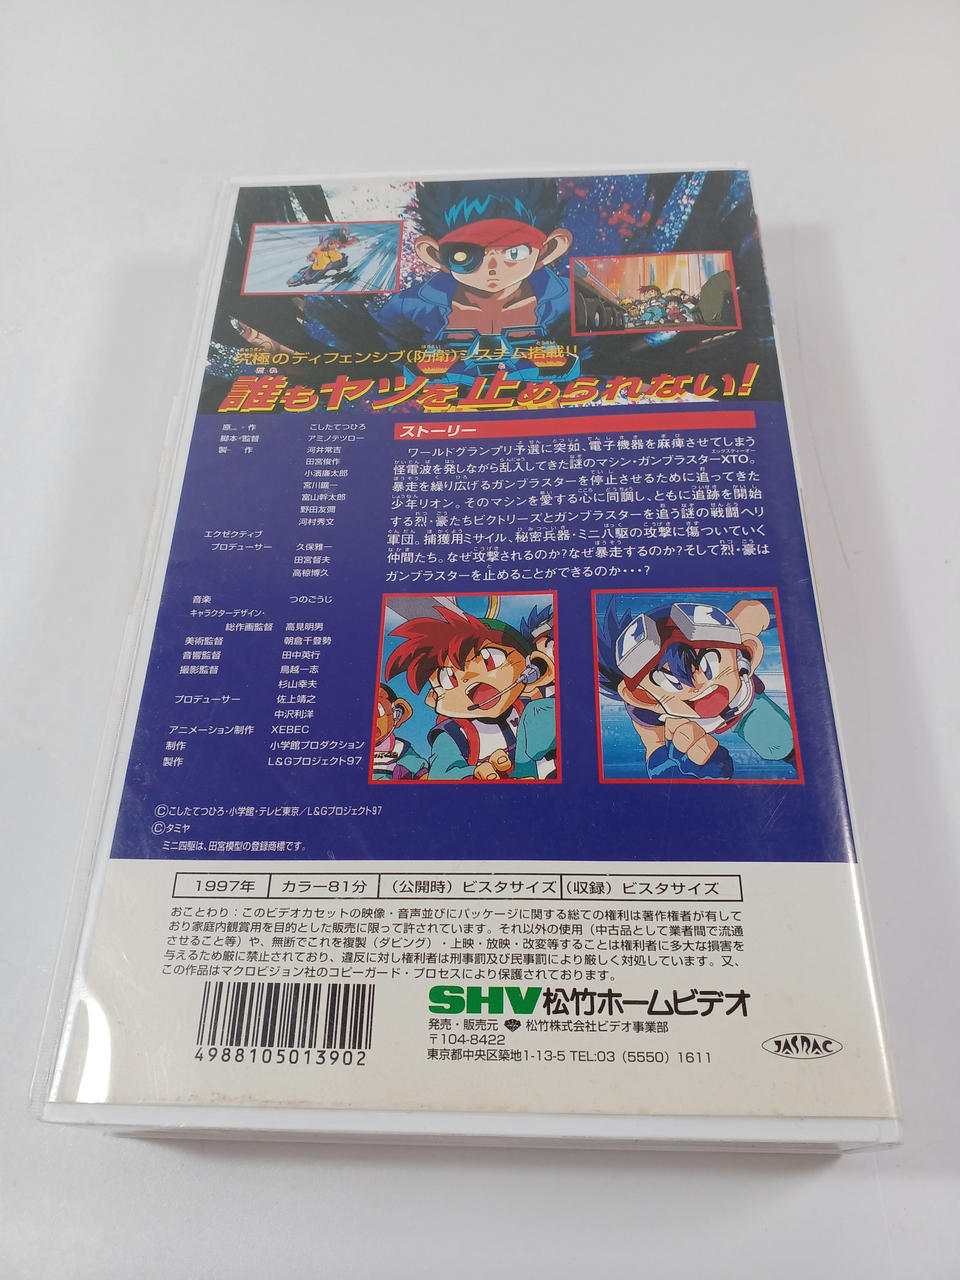 究極のディフェンシブ(防衛)システム搭載!!
誰もヤツを止められない!
原 作 こしたてつひろ
脚本・監督 アミノテツロー
製 作 河井常吉
田宮俊作
小濱廉太郎
宮川鑛一
富山幹太郎
野田友彌
河村秀文
エクゼクティブ
プロデューサー 久保雅一
田宮督夫
高椋博久
音楽 つのごうじ
キャラクターデザイン・
総作画監督 高見明男
美術監督 朝倉千登勢
音響監督 田中英行
撮影監督 鳥越一志
杉山幸夫
プロデューサー 佐上靖之
中沢利洋
アニメーション制作 XEBEC
制作 小学館プロダクション
製作 L&Gプロジェクト97
ストーリー
ワールドグランプリ予選に突如、電子機器を麻痺させてしまう
怪電波を発しながら乱入してきた謎のマシン・ガンブラスターXTO。
暴走を繰り広げるガンブラスターを停止させるために追ってきた
少年リオン。そのマシンを愛する心に同調し、ともに追跡を開始
する烈・豪たちビクトリーズとガンブラスターを追う謎の戦闘ヘリ
軍団。捕獲用ミサイル、秘密兵器・ミニ八駆の攻撃に傷ついていく
仲間たち。なぜ攻撃されるのか?なぜ暴走するのか?そして烈・豪は
ガンブラスターを止めることができるのか・・・?
©こしたてつひろ・小学館・テレビ東京/L&Gプロジェクト97
©タミヤ
ミニ四駆は、田宮模型の登録商標です。
1997年 カラー81分 (公開時)ビスタサイズ (収録)ビスタサイズ
おことわり:このビデオカセットの映像・音声並びにパッケージに関する総ての権利は著作権者が有して
おり家庭内観賞用を目的とした販売に限って許されています。それ以外の使用(中古品として業者間で流通
させること等)や、無断でこれを複製(ダビング)・上映・放映・改変等することは権利者に多大な損害を
与えるため厳に禁止されており、違反に対し権利者は刑事罰及び民事罰により厳しく対処しています。又、
この作品はマクロビジョン社のコピーガード・プロセスにより保護されております。
4988105013902
SHV松竹ホームビデオ
発売・販売元 松竹株式会社ビデオ事業部
〒104-8422
東京都中央区築地1-13-5 TEL:03(5550)1611
JASRAC